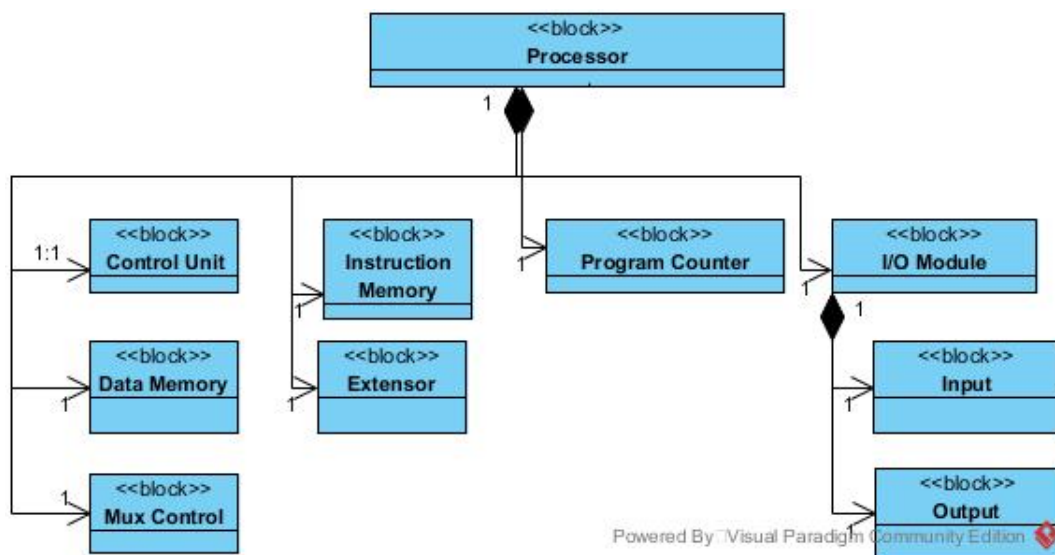 <<block>>
Processor
1
<<block>>
Control Unit
1:1
<<block>>
Instruction
Memory
1
<<block>>
Program Counter
1
<<block>>
I/O Module
1
1
<<block>>
Data Memory
1
<<block>>
Extensor
1
<<block>>
Input
1
<<block>>
Mux Control
1
<<block>>
Output
1
Powered By Visual Paradigm Community Edition